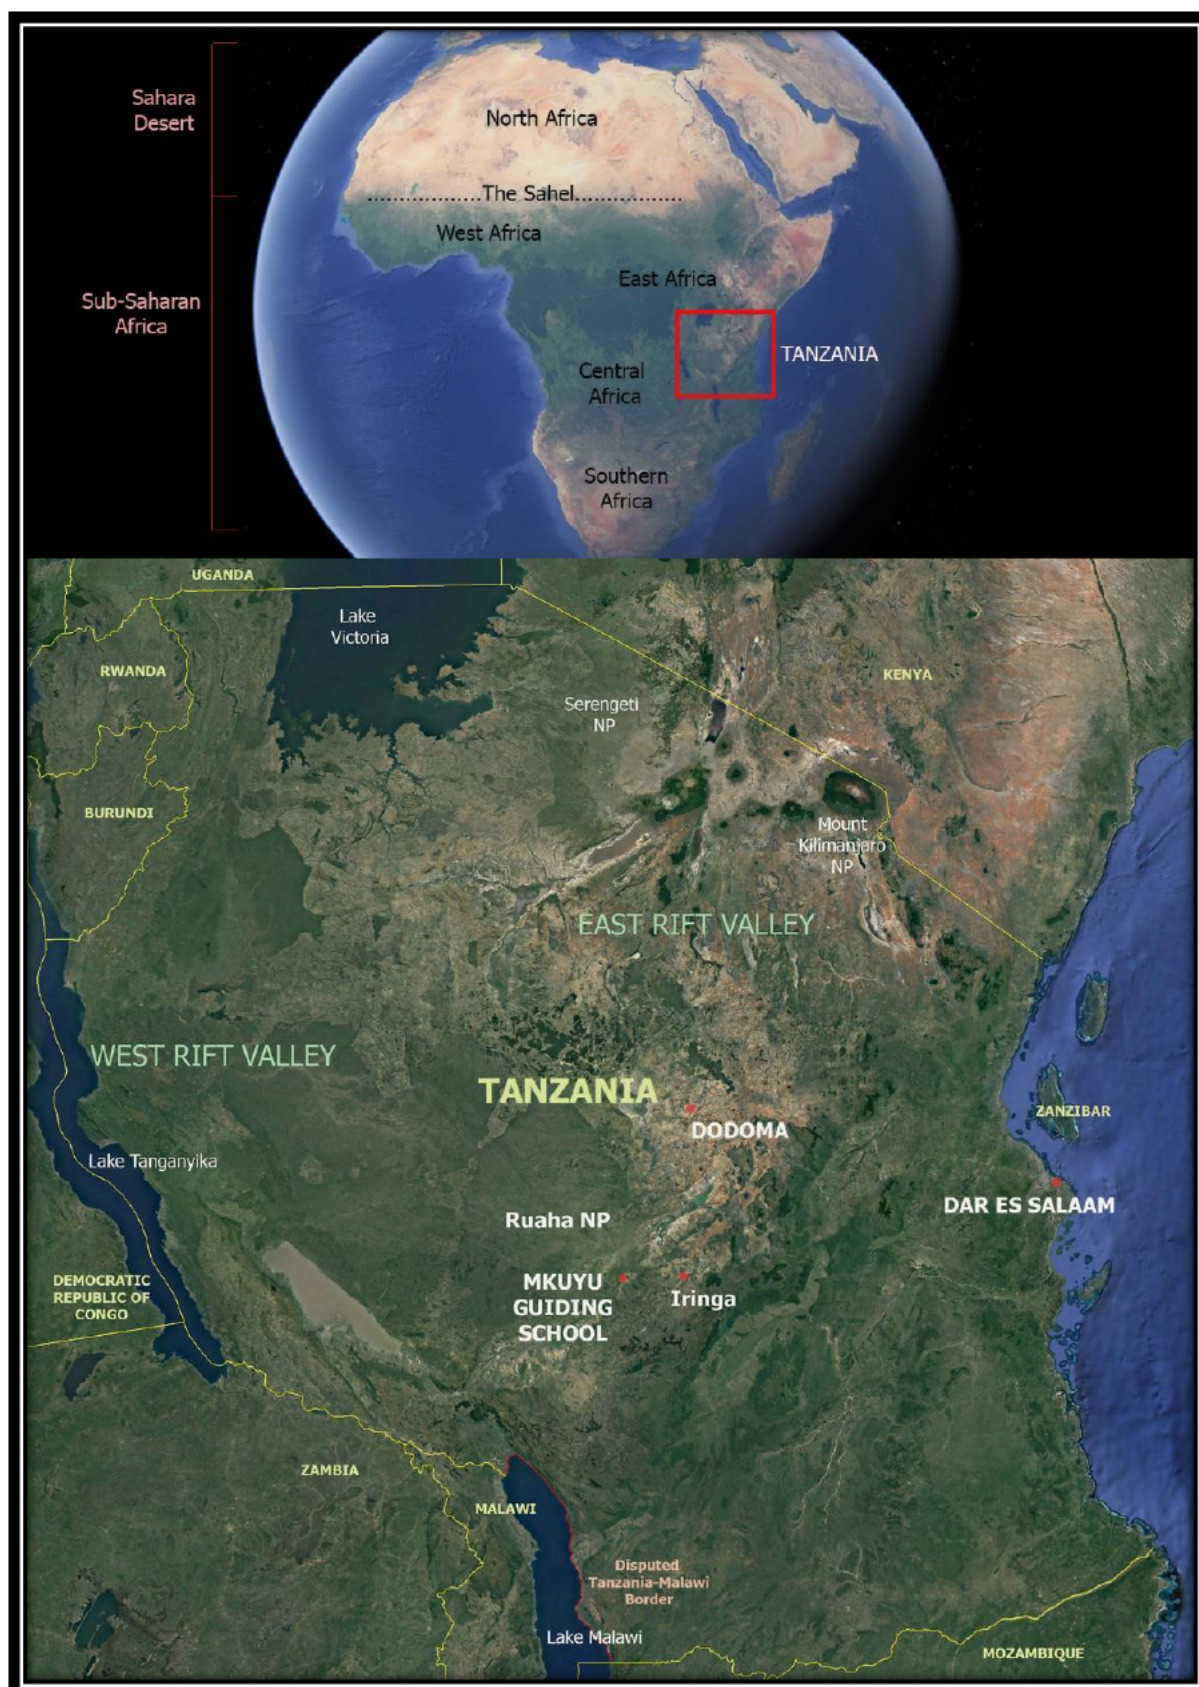 Sahara
Desert
North Africa
..................The Sahel.................
West Africa
East Africa
Sub-Saharan
Africa
TANZANIA
Central
Africa
Southern
Africa
UGANDA
Lake
Victoria
RWANDA
KENYA
Serengeti
NP
BURUNDI
Mount
Kilimanjaro
NP
EAST RIFT VALLEY
WEST RIFT VALLEY
TANZANIA
ZANZIBAR
DODOMA
Lake Tanganyika
DAR ES SALAAM
Ruaha NP
DEMOCRATIC
REPUBLIC OF
CONGO
MKUYU
GUIDING
SCHOOL
Iringa
ZAMBIA
MALAWI
Disputed
Tanzania-Malawi
Border
Lake Malawi
MOZAMBIQUE